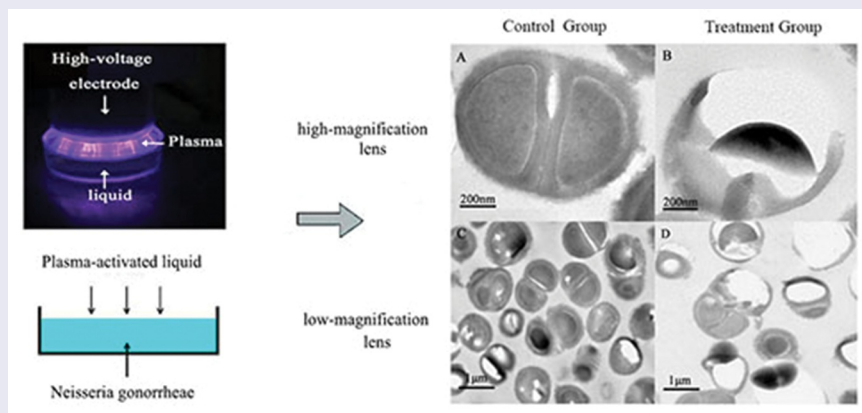 High-voltage
electrode
Plasma
liquid
Plasma-activated liquid
Neisseria gonorrheae
high-magnification
lens
low-magnification
lens
Control Group
Treatment Group
A
B
200nm
200nm
C
D
1μm
1μm